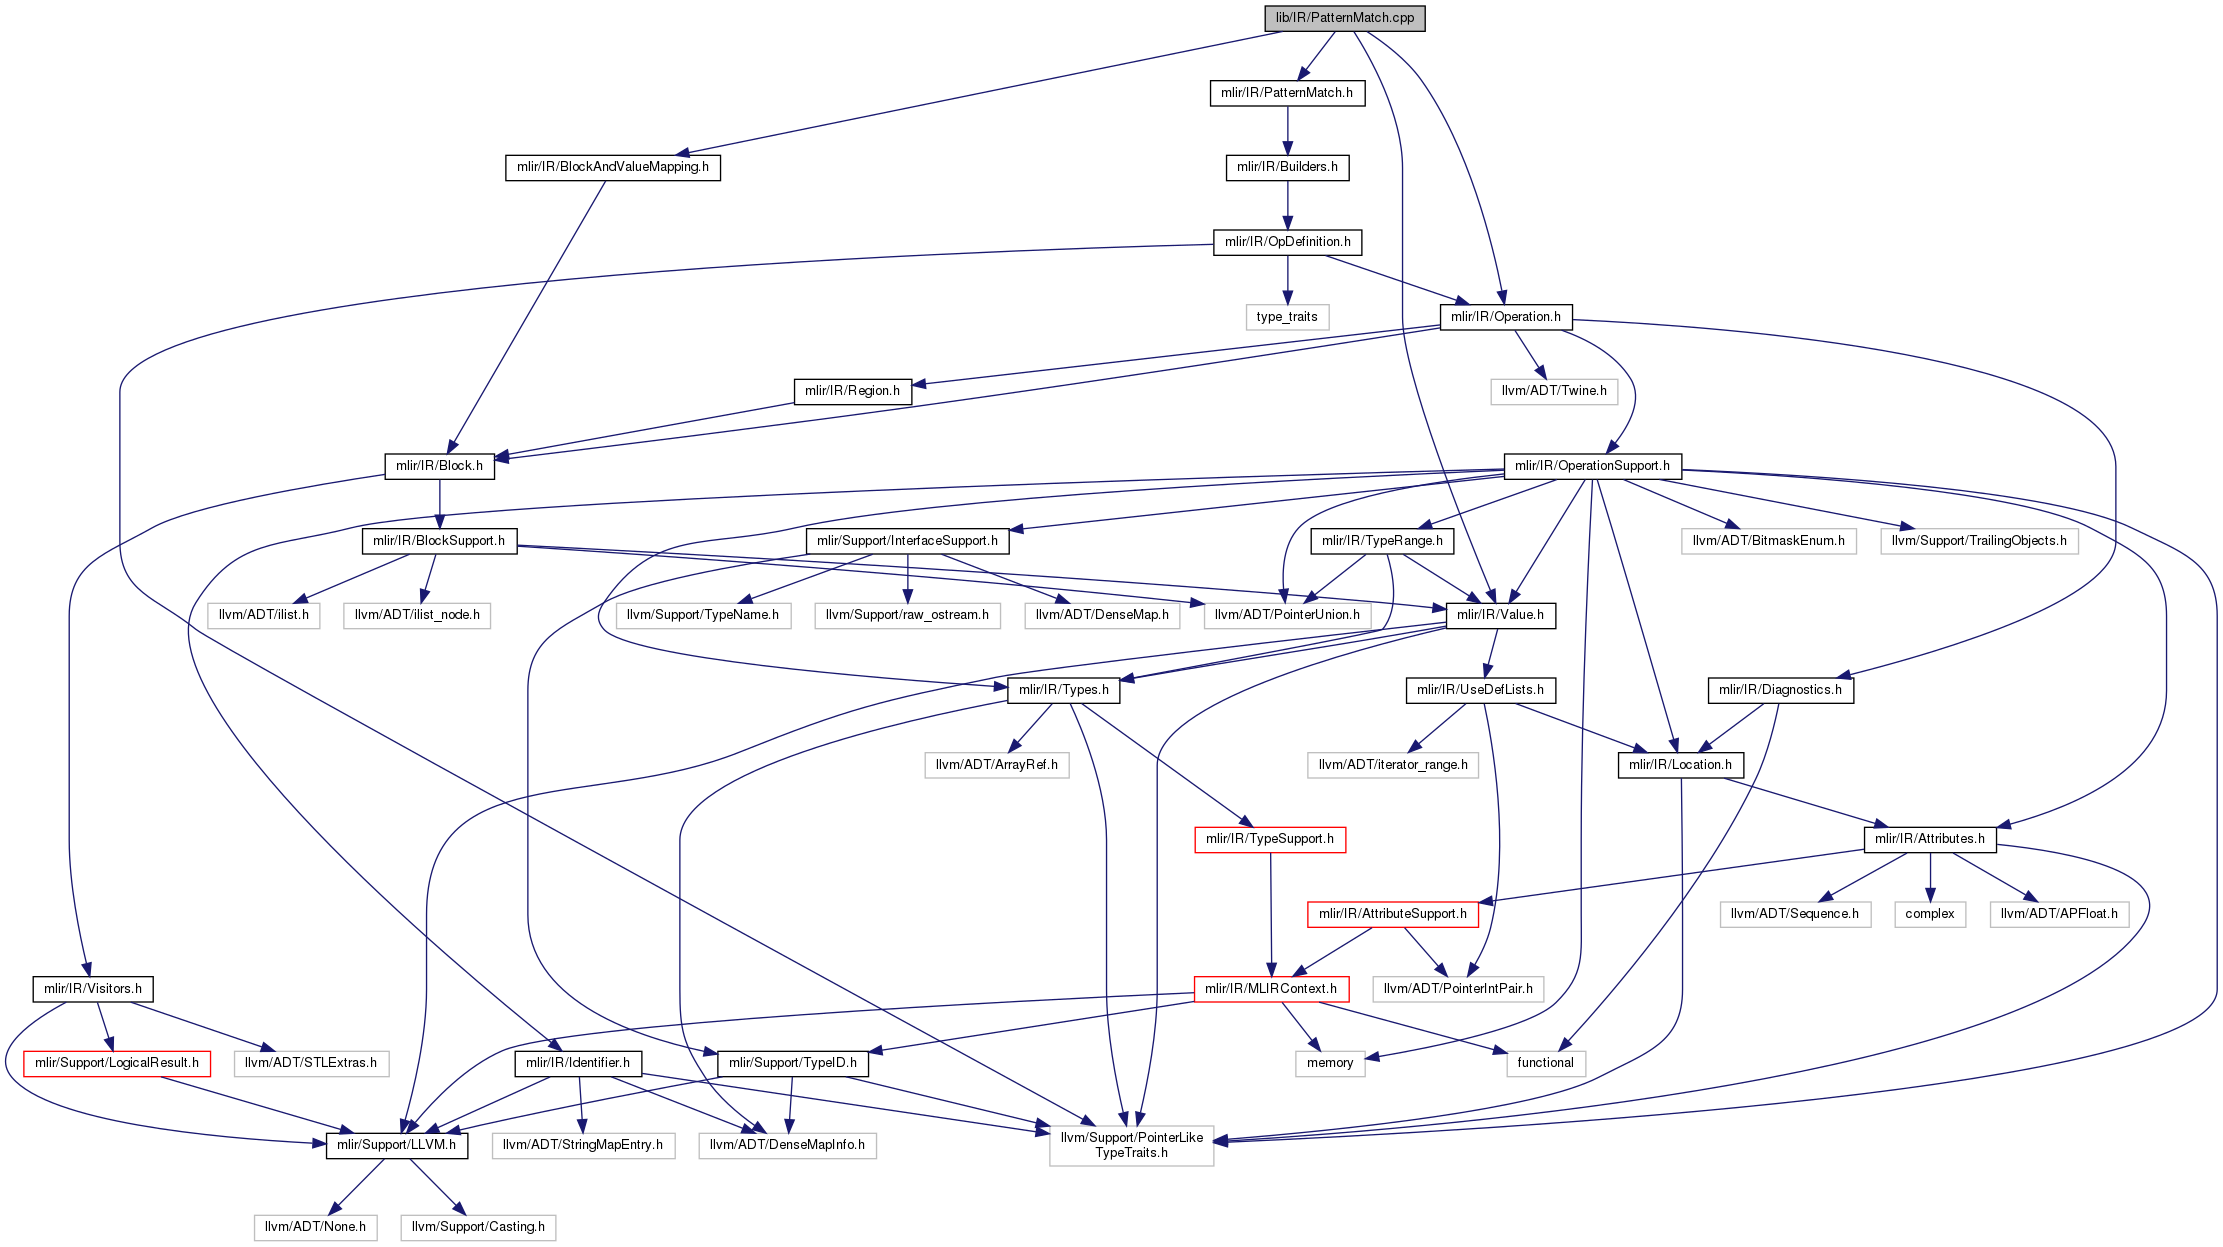 lib/IR/PatternMatch.cpp
mlir/IR/PatternMatch.h
mlir/IR/BlockAndValueMapping.h
mlir/IR/Builders.h
mlir/IR/OpDefinition.h
type_traits
mlir/IR/Operation.h
mlir/IR/Region.h
llvm/ADT/Twine.h
mlir/IR/Block.h
mlir/IR/OperationSupport.h
mlir/IR/BlockSupport.h
mlir/Support/InterfaceSupport.h
mlir/IR/TypeRange.h
llvm/ADT/BitmaskEnum.h
llvm/Support/TrailingObjects.h
llvm/ADT/ilist.h
llvm/ADT/ilist_node.h
llvm/Support/TypeName.h
llvm/Support/raw_ostream.h
llvm/ADT/DenseMap.h
llvm/ADT/PointerUnion.h
mlir/IR/Value.h
mlir/IR/Types.h
mlir/IR/UseDefLists.h
mlir/IR/Diagnostics.h
llvm/ADT/ArrayRef.h
llvm/ADT/iterator_range.h
mlir/IR/Location.h
mlir/IR/TypeSupport.h
mlir/IR/Attributes.h
mlir/IR/AttributeSupport.h
llvm/ADT/Sequence.h
complex
llvm/ADT/APFloat.h
mlir/IR/Visitors.h
mlir/IR/MLIRContext.h
llvm/ADT/PointerIntPair.h
mlir/Support/LogicalResult.h
llvm/ADT/STLExtras.h
mlir/IR/Identifier.h
mlir/Support/TypeID.h
memory
functional
mlir/Support/LLVM.h
llvm/ADT/StringMapEntry.h
llvm/ADT/DenseMapInfo.h
llvm/Support/PointerLike
TypeTraits.h
llvm/ADT/None.h
llvm/Support/Casting.h